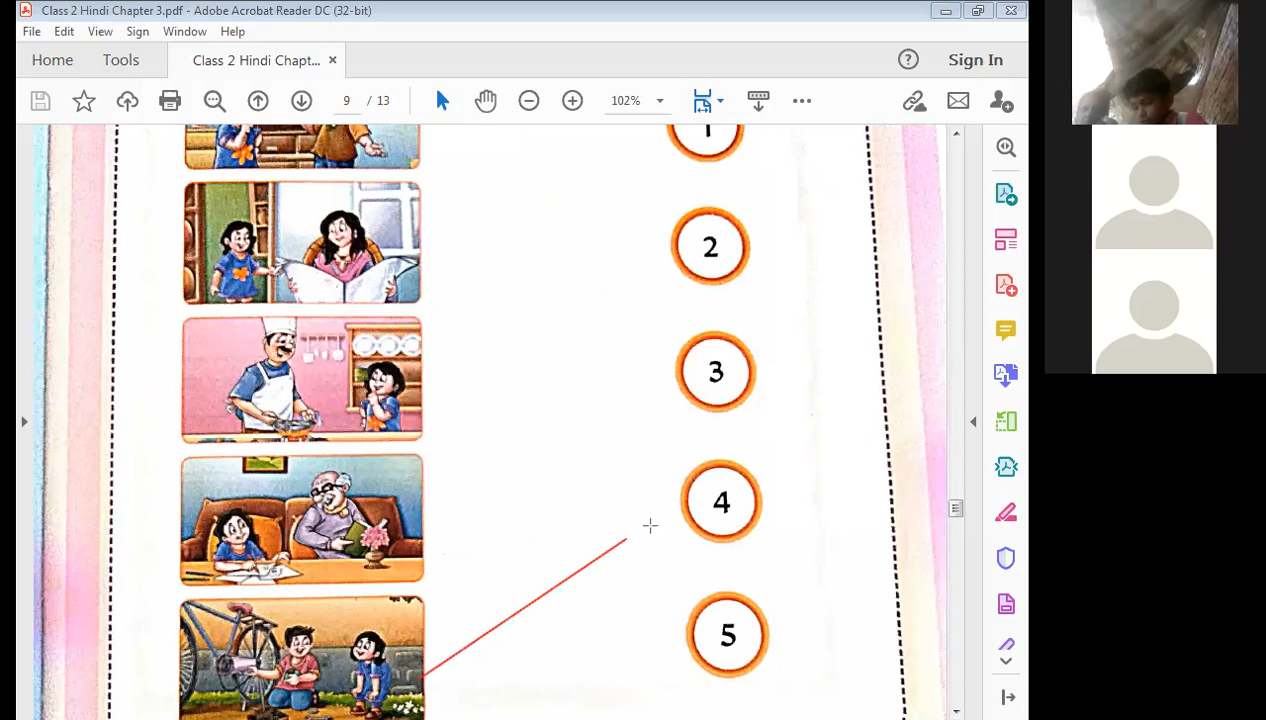 Class 2 Hindi Chapter 3.pdf - Adobe Acrobat Reader DC (32-bit)
File Edit View Sign Window Help
Home Tools Class 2 Hindi Chapt... Sign In
9 / 13 102%
1
2
3
4
5